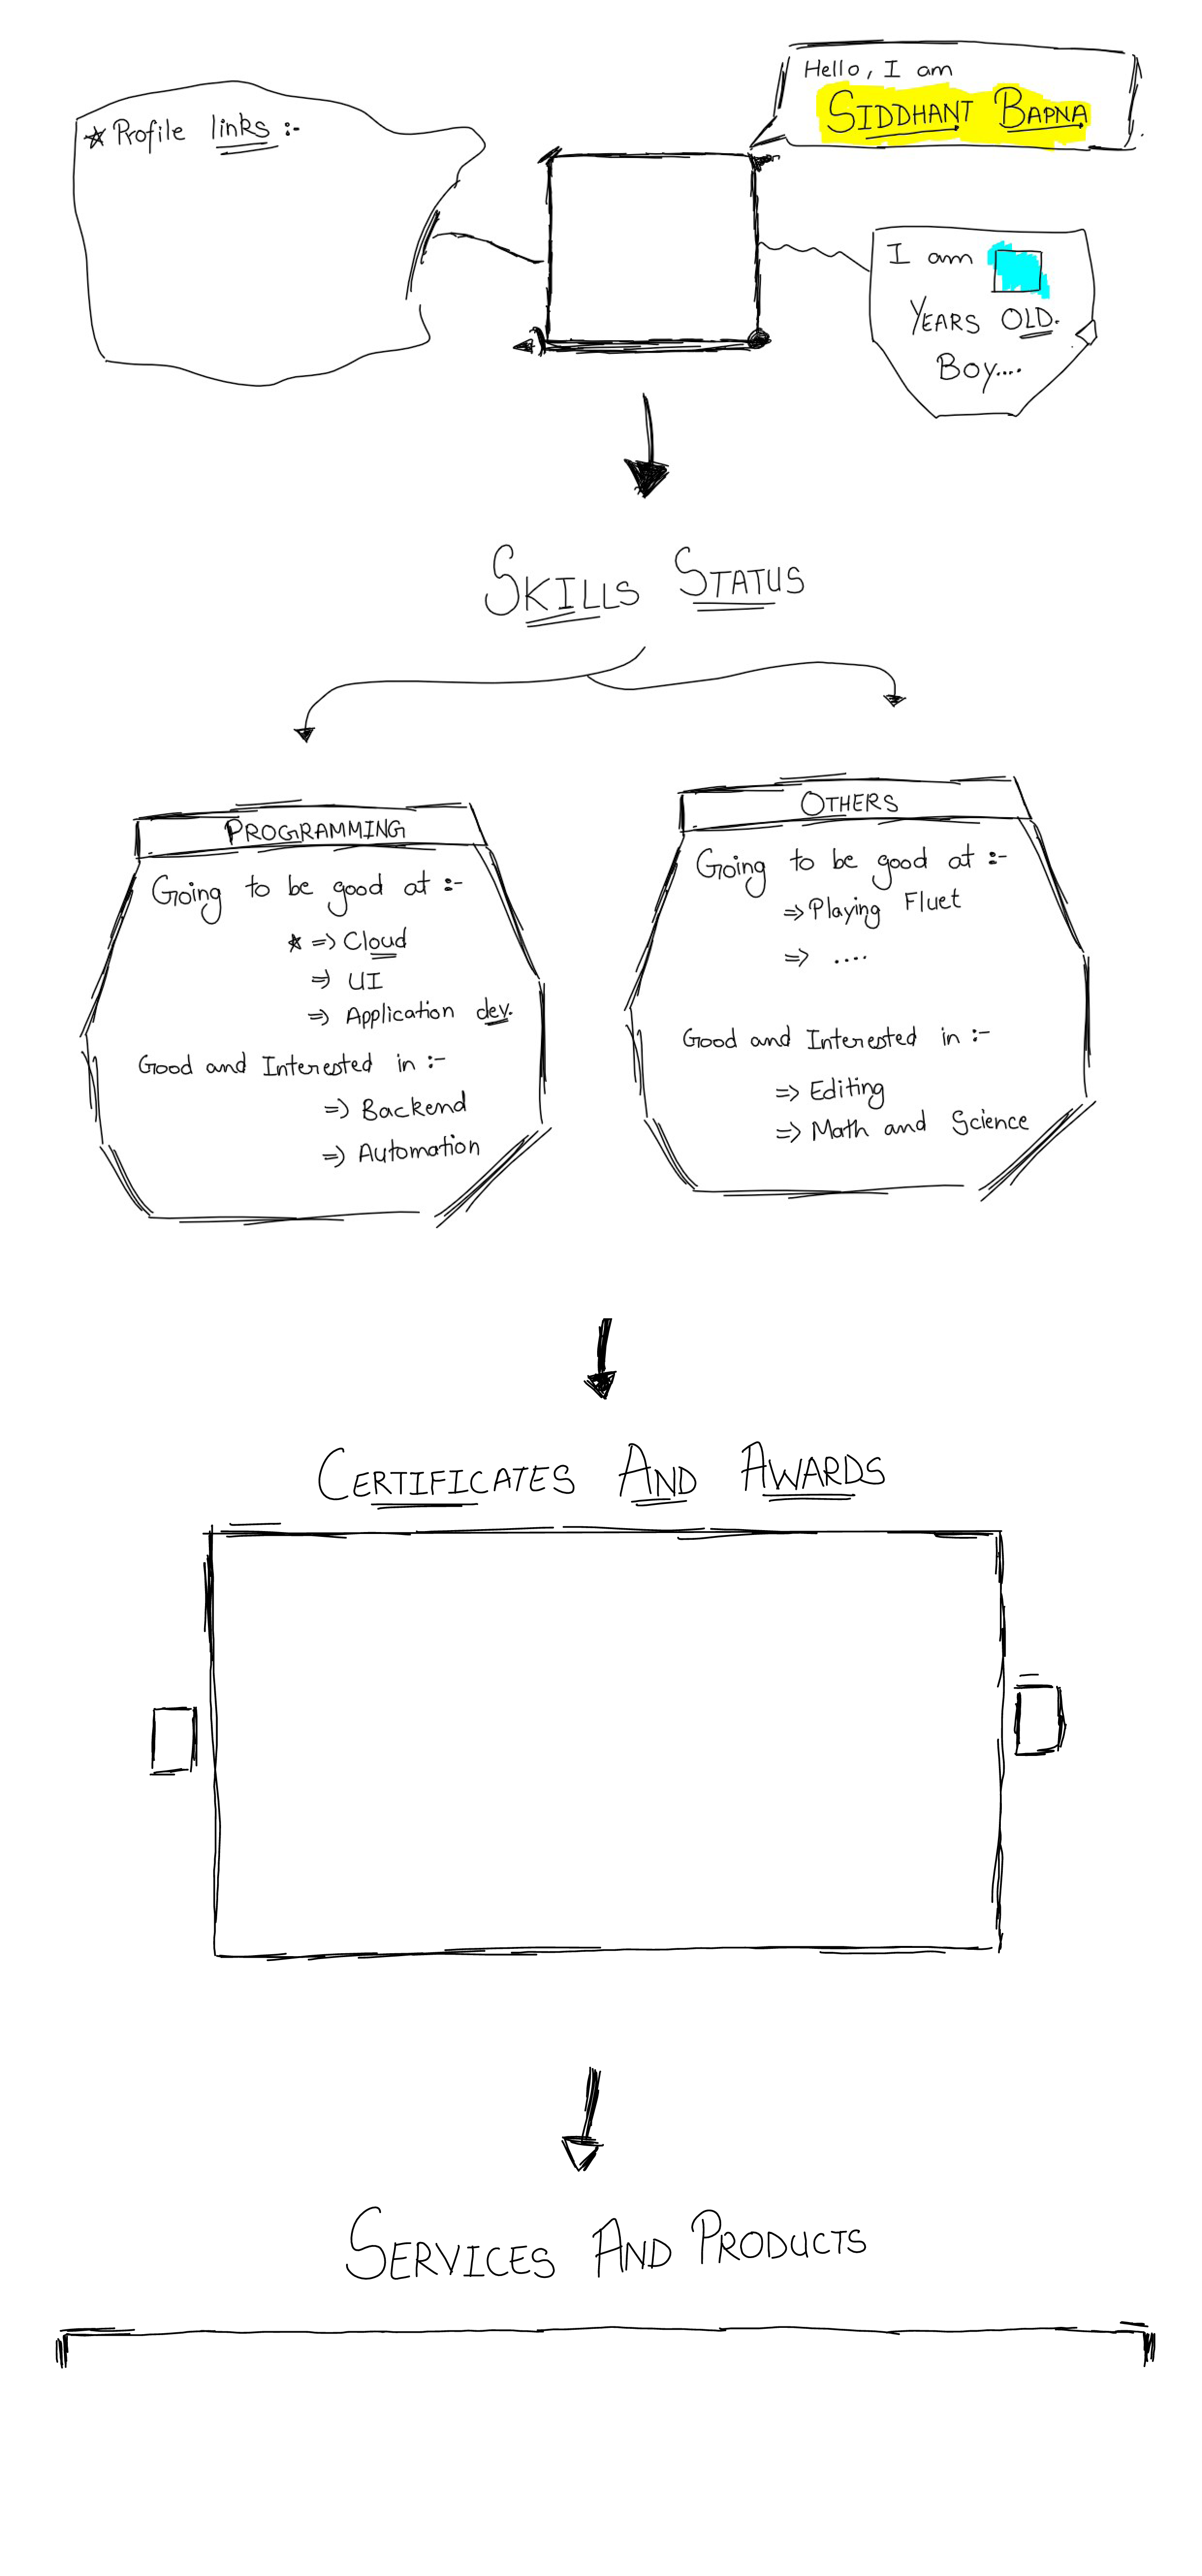 Hello, I am
SIDDHANT BAPNA
☆ Profile links :-
I am
YEARS OLD.
BOY....
SKILLS STATUS
PROGRAMMING
Going to be good at :-
☆ => Cloud
=> UI
=> Application dev.
Good and Interested in :-
=> Backend
=> Automation
OTHERS
Going to be good at :-
=> Playing Fluet
=> ....
Good and Interested in :-
=> Editing
=> Math and Science
CERTIFICATES AND AWARDS
SERVICES AND PRODUCTS